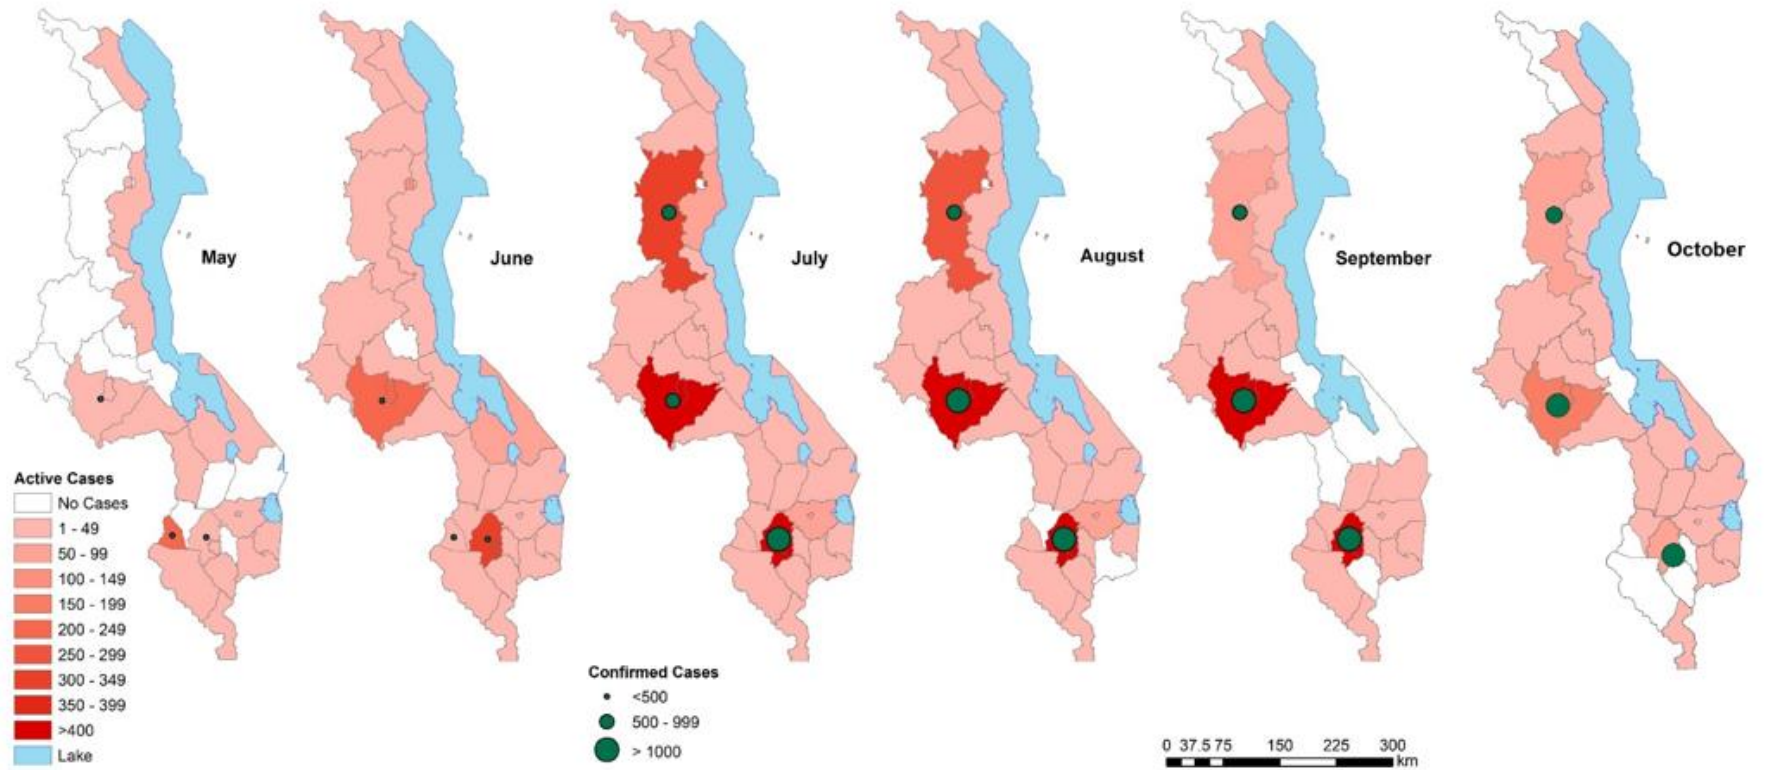 May
June
July
August
September
October
Active Cases
No Cases
1 - 49
50 - 99
100 - 149
150 - 199
200 - 249
250 - 299
300 - 349
350 - 399
>400
Lake
Confirmed Cases
<500
500 - 999
> 1000
0 37.5 75 150 225 300
km